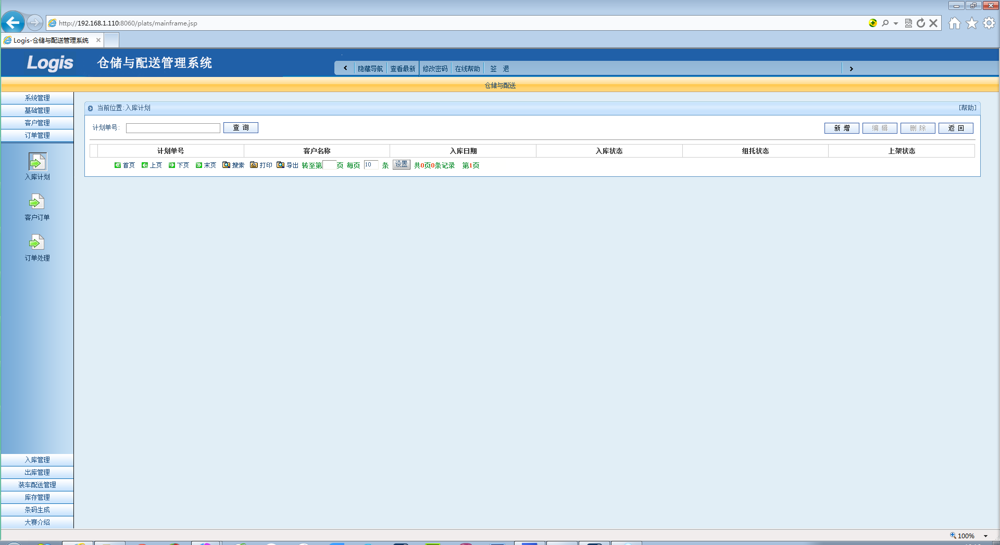 http://192.168.1.110:8060/plats/mainframe.jsp
Logis-仓储与配送管理系统
Logis 仓储与配送管理系统
隐藏导航 查看最新 修改密码 在线帮助 签 退
仓储与配送
系统管理
基础管理
客户管理
订单管理
入库计划
客户订单
订单处理
入库管理
出库管理
装车配送管理
库存管理
条码生成
大赛介绍
当前位置:入库计划 [帮助]
计划单号: 查 询 新 增 编 辑 删 除 返 回
计划单号 客户名称 入库日期 入库状态 组托状态 上架状态
首页 上页 下页 末页 搜索 打印 导出 转至第 页 每页 10 条 设置 共0页0条记录 第1页
100%